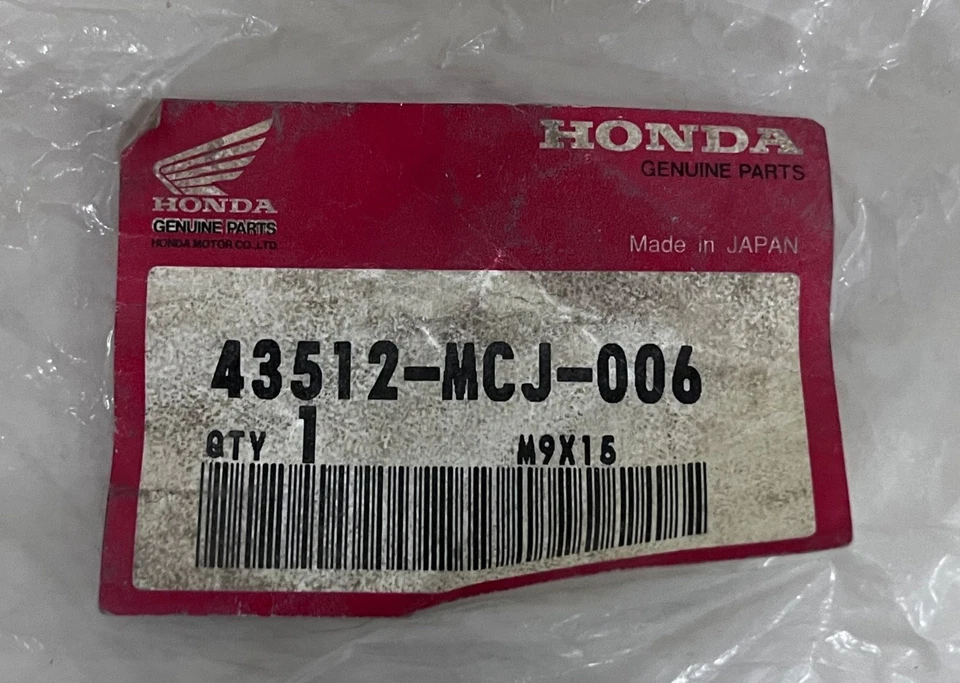 HONDA
GENUINE PARTS
HONDA MOTOR CO., LTD.
HONDA
GENUINE PARTS
Made in JAPAN
43512-MCJ-006
QTY 1 M9X15